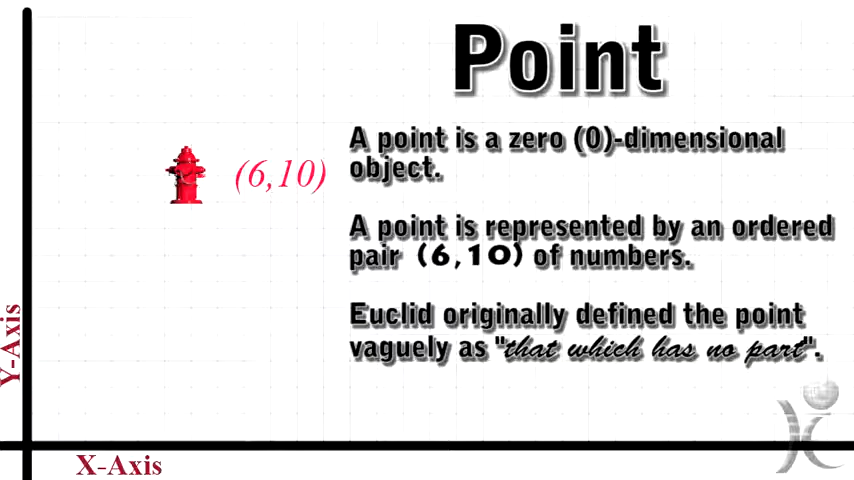 Point
A point is a zero (0)-dimensional
object.
(6,10)
A point is represented by an ordered
pair (6,10) of numbers.
Euclid originally defined the point
vaguely as "that which has no part".
Y-Axis
X-Axis